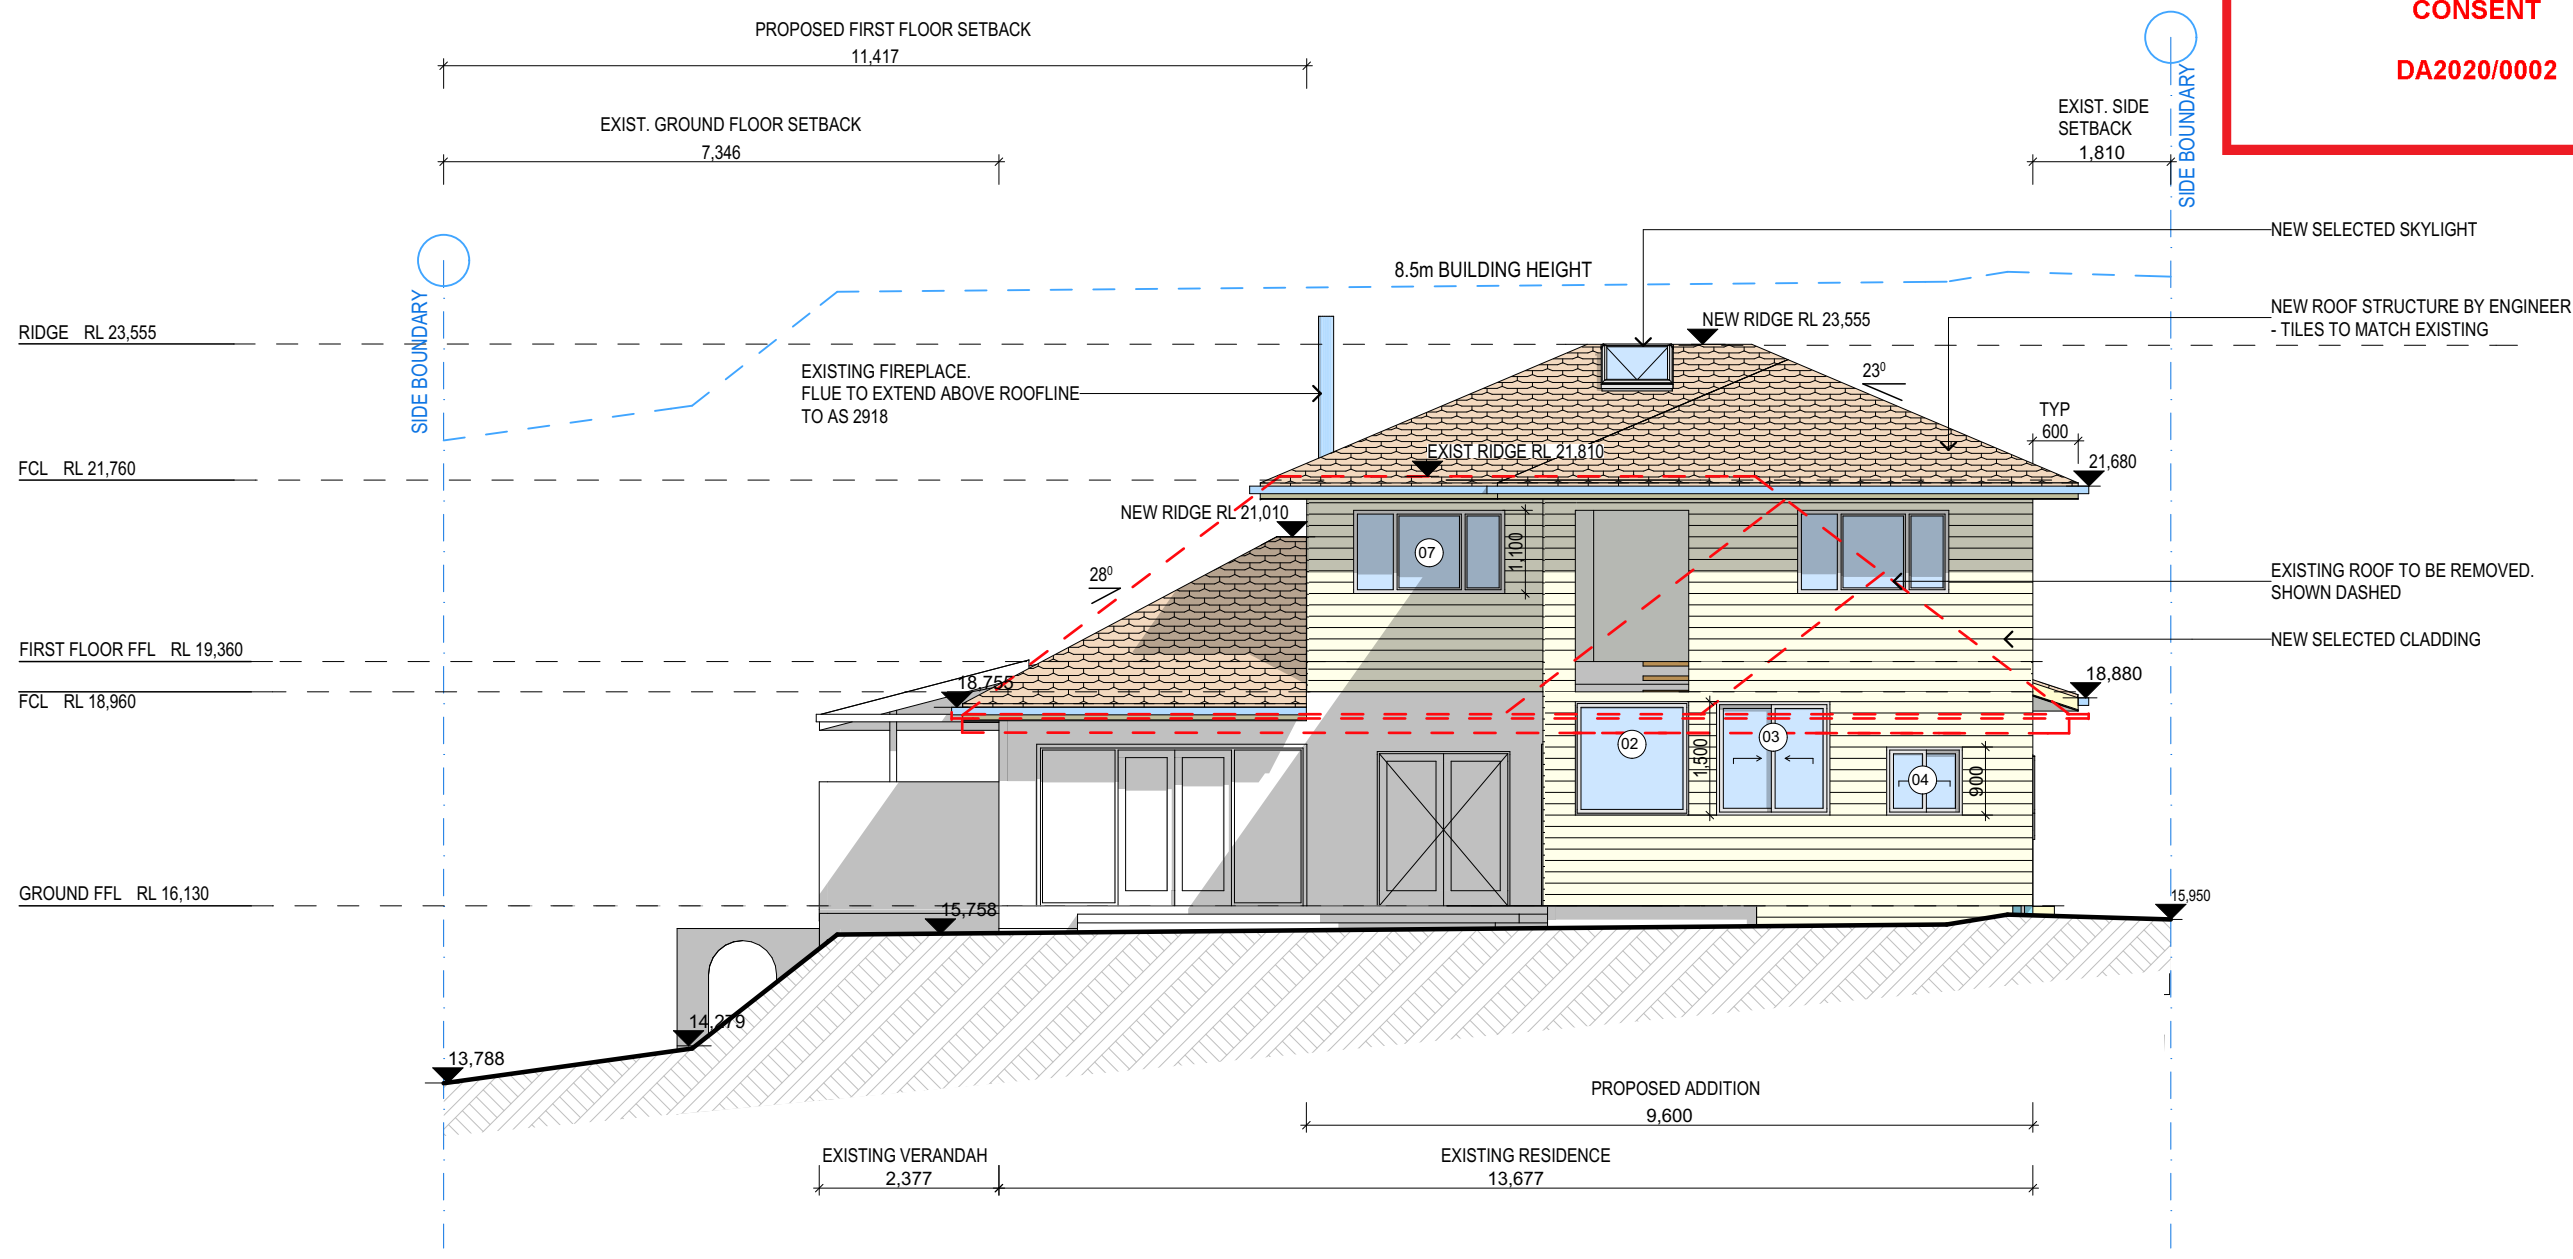 CONSENT
DA2020/0002
PROPOSED FIRST FLOOR SETBACK
11,417
EXIST. GROUND FLOOR SETBACK
7,346
EXIST. SIDE
SETBACK
1,810
SIDE BOUNDARY
SIDE BOUNDARY
NEW SELECTED SKYLIGHT
8.5m BUILDING HEIGHT
NEW ROOF STRUCTURE BY ENGINEER
- TILES TO MATCH EXISTING
RIDGE RL 23,555
NEW RIDGE RL 23,555
EXISTING FIREPLACE.
FLUE TO EXTEND ABOVE ROOFLINE
TO AS 2918
23⁰
TYP
600
EXIST RIDGE RL 21,810
FCL RL 21,760
21,680
NEW RIDGE RL 21,010
07
1,100
28⁰
EXISTING ROOF TO BE REMOVED.
SHOWN DASHED
NEW SELECTED CLADDING
FIRST FLOOR FFL RL 19,360
18,755
18,880
FCL RL 18,960
02
1,500
03
04
900
GROUND FFL RL 16,130
15,758
15,950
14,279
13,788
PROPOSED ADDITION
9,600
EXISTING VERANDAH
2,377
EXISTING RESIDENCE
13,677